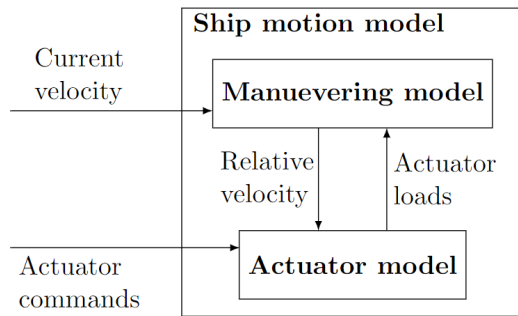 Ship motion model
Current
velocity
Manuevering model
Relative
velocity
Actuator
loads
Actuator model
Actuator
commands